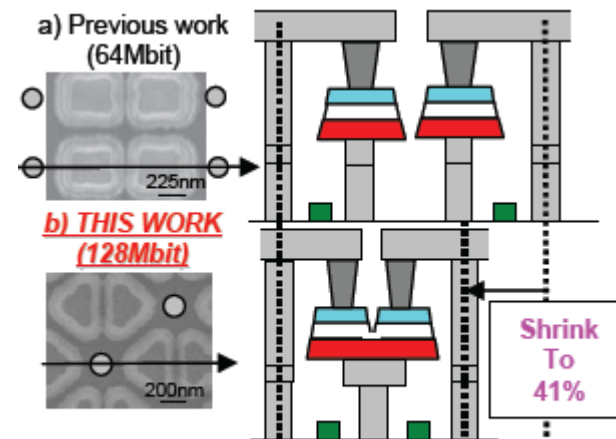 a) Previous work
(64Mbit)
225nm
b) THIS WORK
(128Mbit)
200nm
Shrink
To
41%